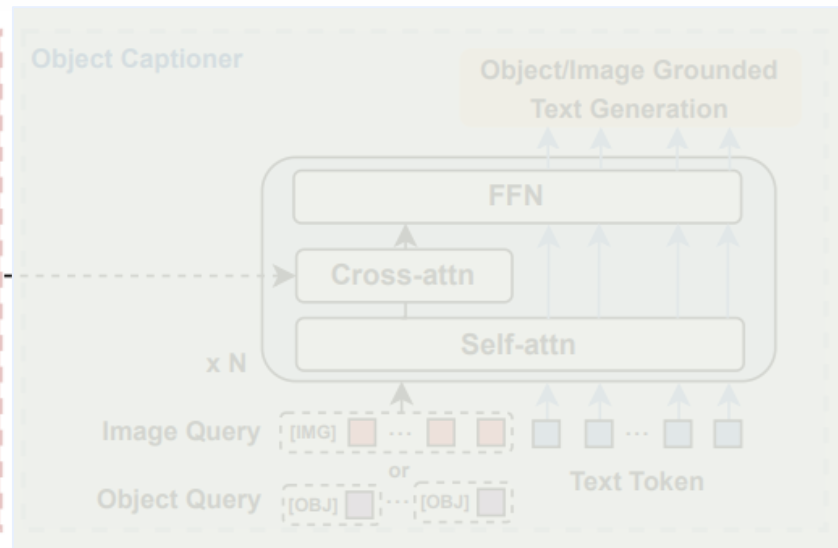 Object Captioner
Object/Image Grounded
Text Generation
FFN
Cross-attn
Self-attn
x N
Image Query [IMG] ...
...
or
Object Query [OBJ] ... [OBJ]
Text Token